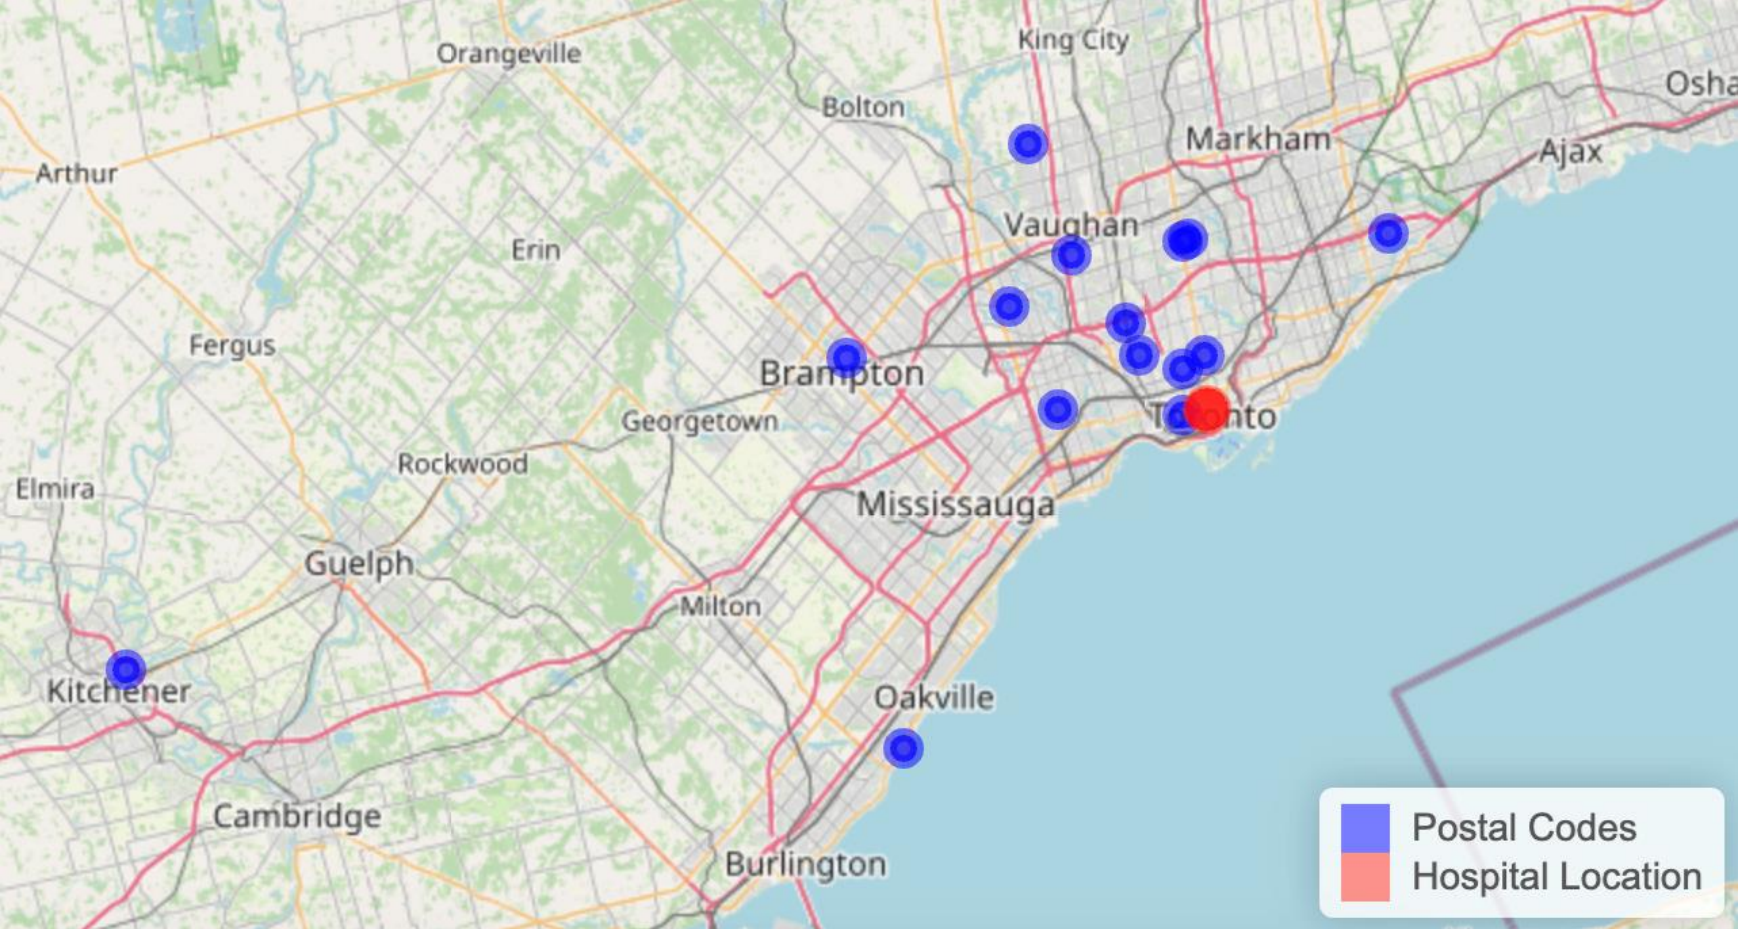 King City
Orangeville
Osha
Bolton
Markham
Ajax
Arthur
Vaughan
Erin
Fergus
Brampton
Georgetown
Toronto
Rockwood
Elmira
Mississauga
Guelph
Milton
Kitchener
Oakville
Cambridge
Burlington
Postal Codes
Hospital Location